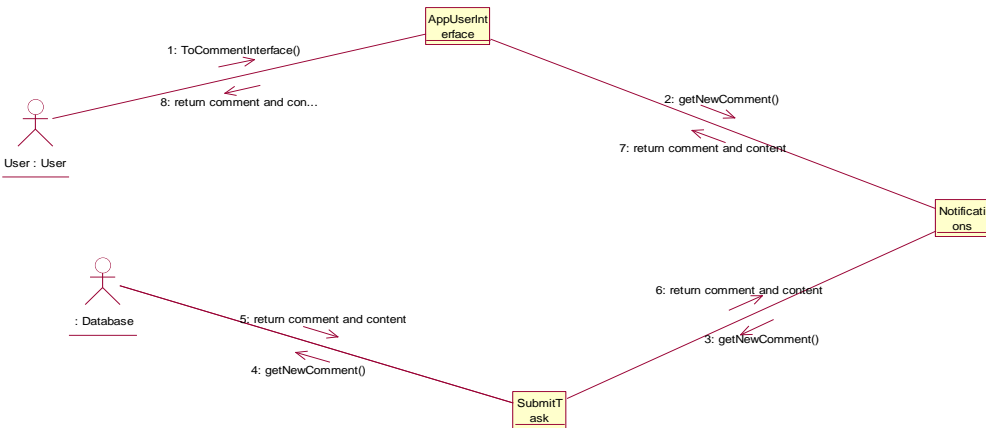 AppUserInt
erface
1: ToCommentInterface()
8: return comment and con...
2: getNewComment()
7: return comment and content
User : User
Notificati
ons
6: return comment and content
3: getNewComment()
: Database
5: return comment and content
4: getNewComment()
SubmitT
ask